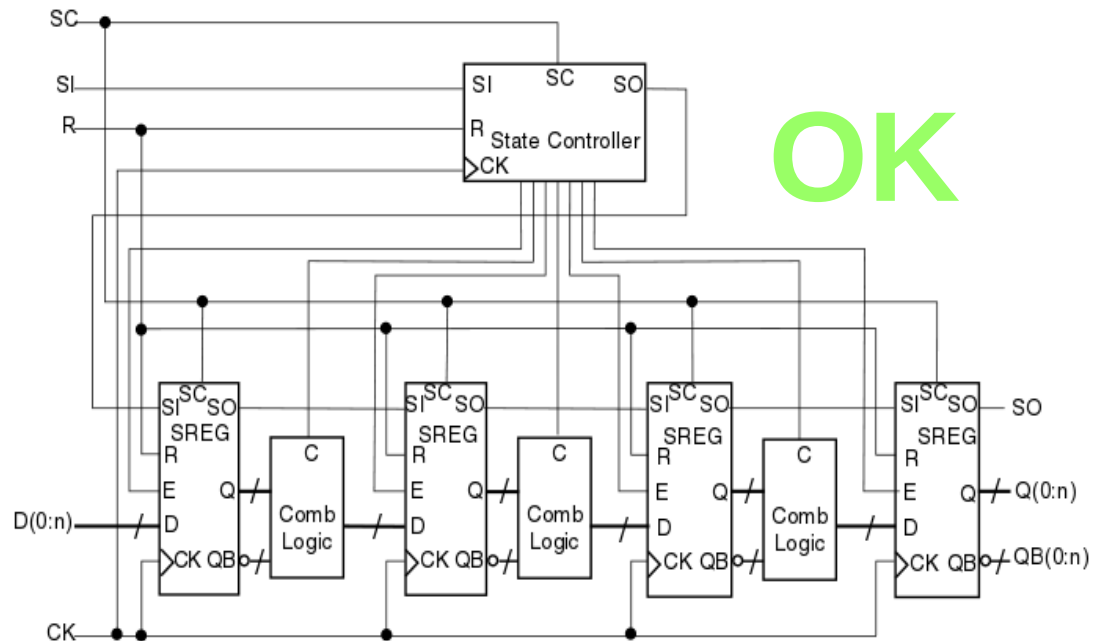 SC
SI
R
SI
SC
SO
R
State Controller
CK
OK
SI
SC
SO
SREG
R
E
Q
D
CK
QB
C
Comb
Logic
SI
SC
SO
SREG
R
E
Q
D
CK
QB
C
Comb
Logic
SI
SC
SO
SREG
R
E
Q
D
CK
QB
C
Comb
Logic
SI
SC
SO
SREG
R
E
Q
D
CK
QB
SO
Q(0:n)
QB(0:n)
D(0:n)
CK